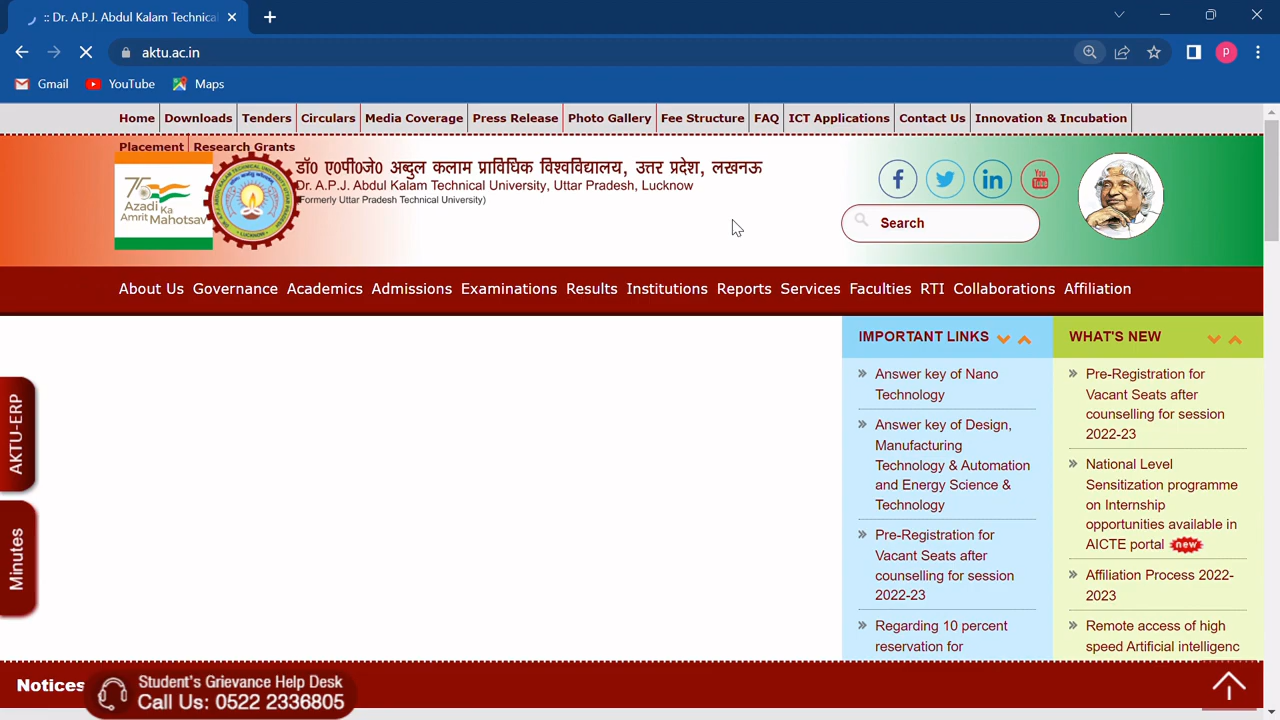 :: Dr. A.P.J. Abdul Kalam Technica
aktu.ac.in
P
Gmail YouTube Maps
Home Downloads Tenders Circulars Media Coverage Press Release Photo Gallery Fee Structure FAQ ICT Applications Contact Us Innovation & Incubation
Placement Research Grants
75
Azadi Ka
Amrit Mahotsav
डॉ0 ए0पी0जे0 अब्दुल कलाम प्राविधिक विश्वविद्यालय, उत्तर प्रदेश, लखनऊ
Dr. A.P.J. Abdul Kalam Technical University, Uttar Pradesh, Lucknow
(Formerly Uttar Pradesh Technical University)
You
Tube
Search
About Us Governance Academics Admissions Examinations Results Institutions Reports Services Faculties RTI Collaborations Affiliation
IMPORTANT LINKS
Answer key of Nano
Technology
Answer key of Design,
Manufacturing
Technology & Automation
and Energy Science &
Technology
Pre-Registration for
Vacant Seats after
counselling for session
2022-23
Regarding 10 percent
reservation for
WHAT'S NEW
Pre-Registration for
Vacant Seats after
counselling for session
2022-23
National Level
Sensitization programme
on Internship
opportunities available in
AICTE portal new
Affiliation Process 2022-
2023
Remote access of high
speed Artificial intelligenc
AKTU-ERP
Minutes
Notices
Student's Grievance Help Desk
Call Us: 0522 2336805